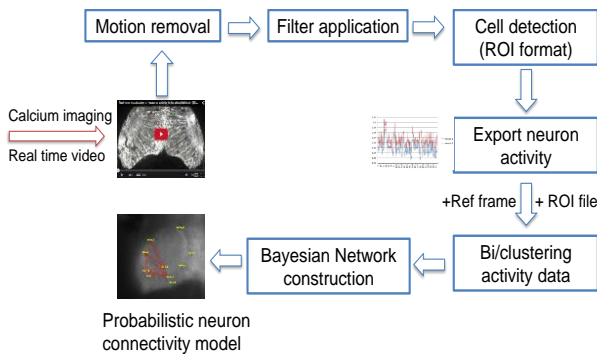 Motion removal
Filter application
Cell detection
(ROI format)
Calcium imaging
Real time video
Export neuron
activity
+Ref frame
+ ROI file
Bayesian Network
construction
Bi/clustering
activity data
Probabilistic neuron
connectivity model